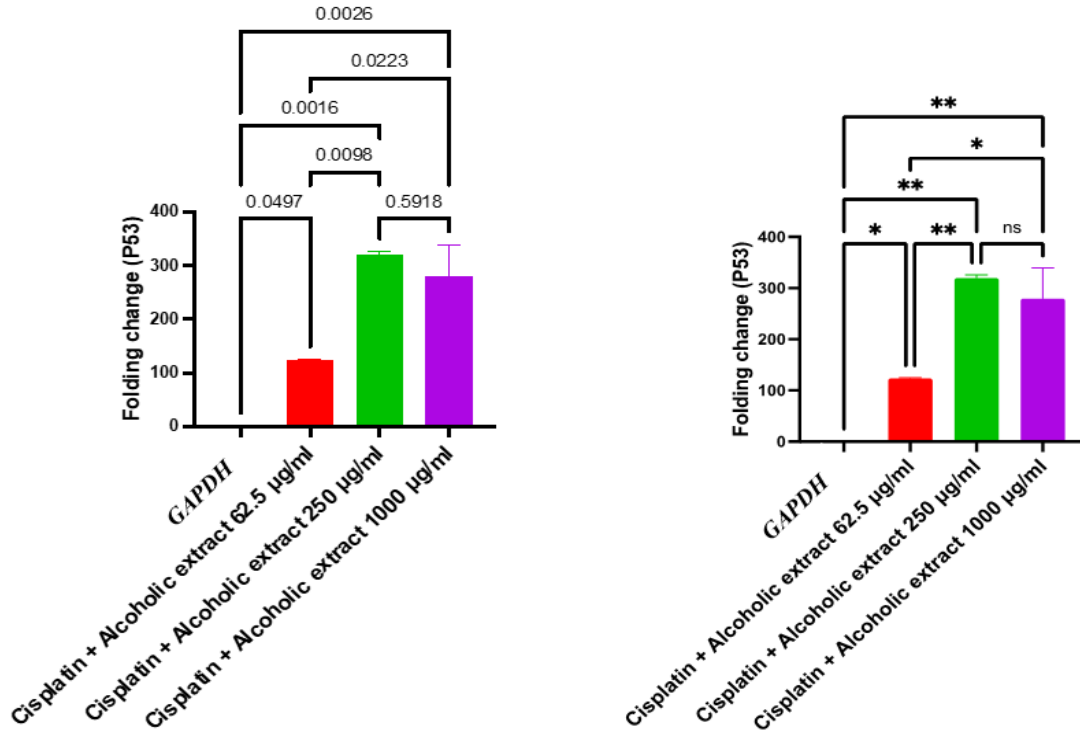 0.0026
0.0223
0.0016
0.0098
0.0497
0.5918
Folding change (P53)
400
300
200
100
0
GAPDH
Cisplatin + Alcoholic extract 62.5 µg/ml
Cisplatin + Alcoholic extract 250 µg/ml
Cisplatin + Alcoholic extract 1000 µg/ml
**
*
**
*
**
ns
Folding change (P53)
400
300
200
100
0
GAPDH
Cisplatin + Alcoholic extract 62.5 µg/ml
Cisplatin + Alcoholic extract 250 µg/ml
Cisplatin + Alcoholic extract 1000 µg/ml